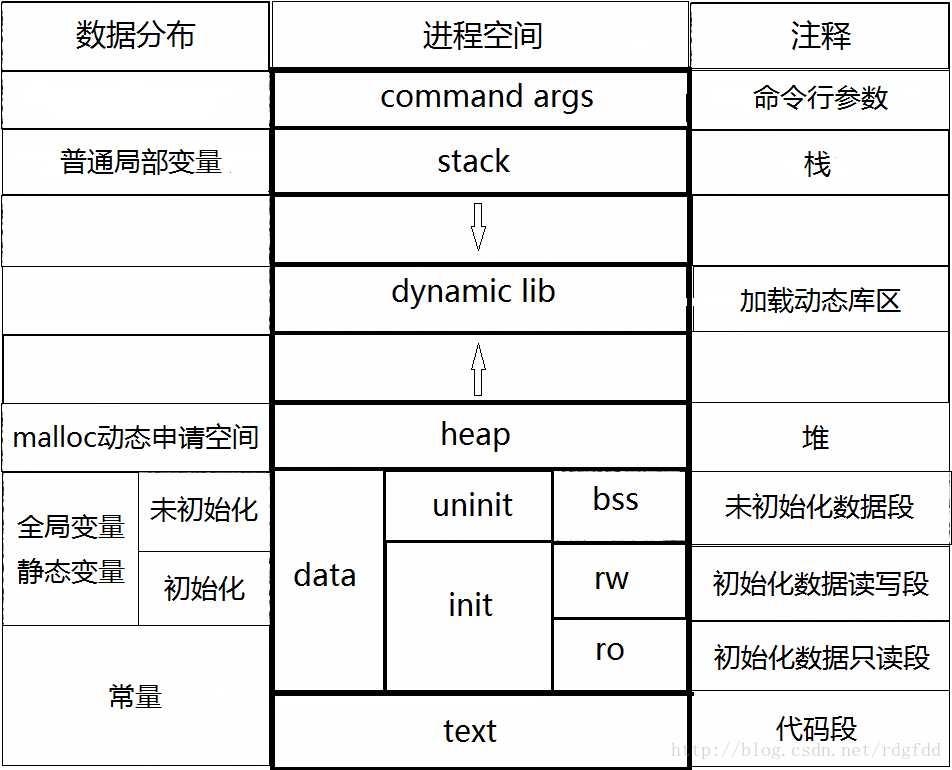 数据分布 进程空间 注释
command args 命令行参数
普通局部变量 stack 栈
dynamic lib 加载动态库区
malloc动态申请空间 heap 堆
全局变量
静态变量
未初始化 data uninit bss 未初始化数据段
初始化 init rw 初始化数据读写段
ro 初始化数据只读段
常量 text 代码段
http://blog.csdn.net/rdgfdd